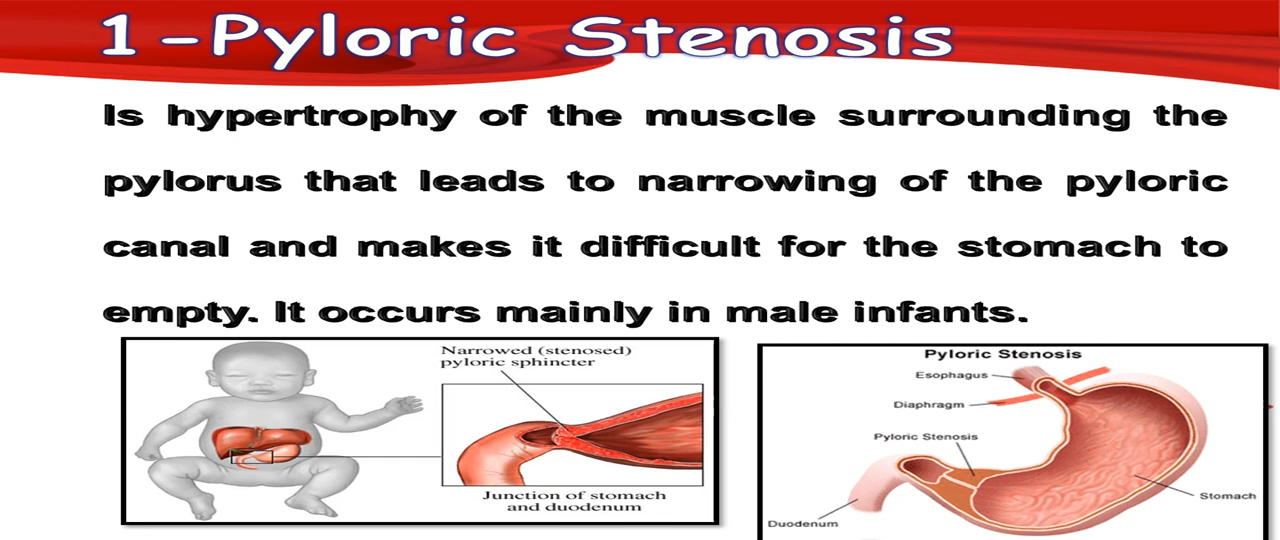 1-Pyloric Stenosis
Is hypertrophy of the muscle surrounding the
pylorus that leads to narrowing of the pyloric
canal and makes it difficult for the stomach to
empty. It occurs mainly in male infants.
Narrowed (stenosed)
pyloric sphincter
Junction of stomach
and duodenum
Pyloric Stenosis
Esophagus
Diaphragm
Pyloric Stenosis
Stomach
Duodenum